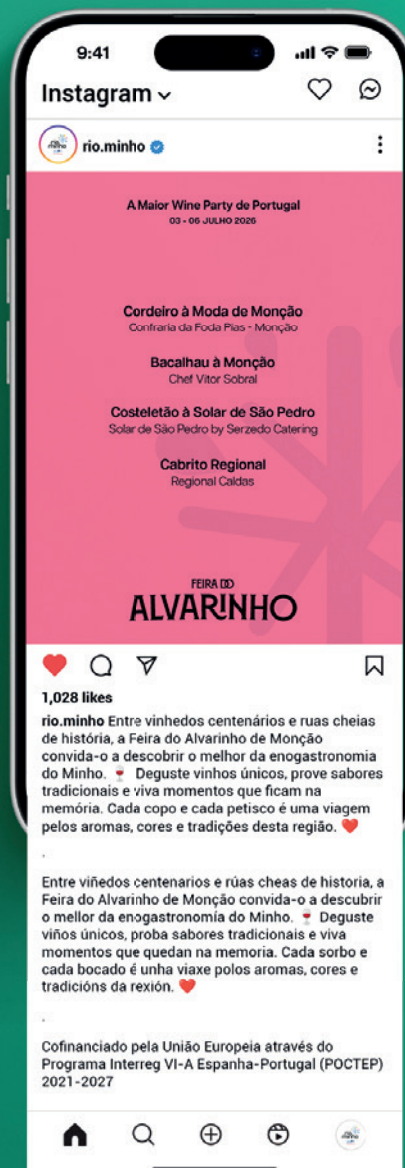 9:41
Instagram
rio.minho
A Maior Wine Party de Portugal
03 - 06 JULHO 2026
Cordeiro à Moda de Monção
Confraria da Foda Pias - Monção
Bacalhau à Monção
Chef Vitor Sobral
Costeletão à Solar de São Pedro
Solar de São Pedro by Serzedo Catering
Cabrito Regional
Regional Caldas
FEIRA DO
ALVARINHO
1,028 likes
rio.minho Entre vinhedos centenários e ruas cheias
de história, a Feira do Alvarinho de Monção
convida-o a descobrir o melhor da enogastronomia
do Minho. 🍷 Deguste vinhos únicos, prove sabores
tradicionais e viva momentos que ficam na
memória. Cada copo e cada petisco é uma viagem
pelos aromas, cores e tradições desta região. ❤️
.
Entre viñedos centenarios e rúas cheas de historia, a
Feira do Alvarinho de Monção convida-o a descubrir
o mellor da enogastronomía do Minho. 🍷 Deguste
viños únicos, proba sabores tradicionais e viva
momentos que quedan na memoria. Cada sorbo e
cada bocado é unha viaxe polos aromas, cores e
tradicións da rexión. ❤️
.
Cofinanciado pela União Europeia através do
Programa Interreg VI-A Espanha-Portugal (POCTEP)
2021-2027